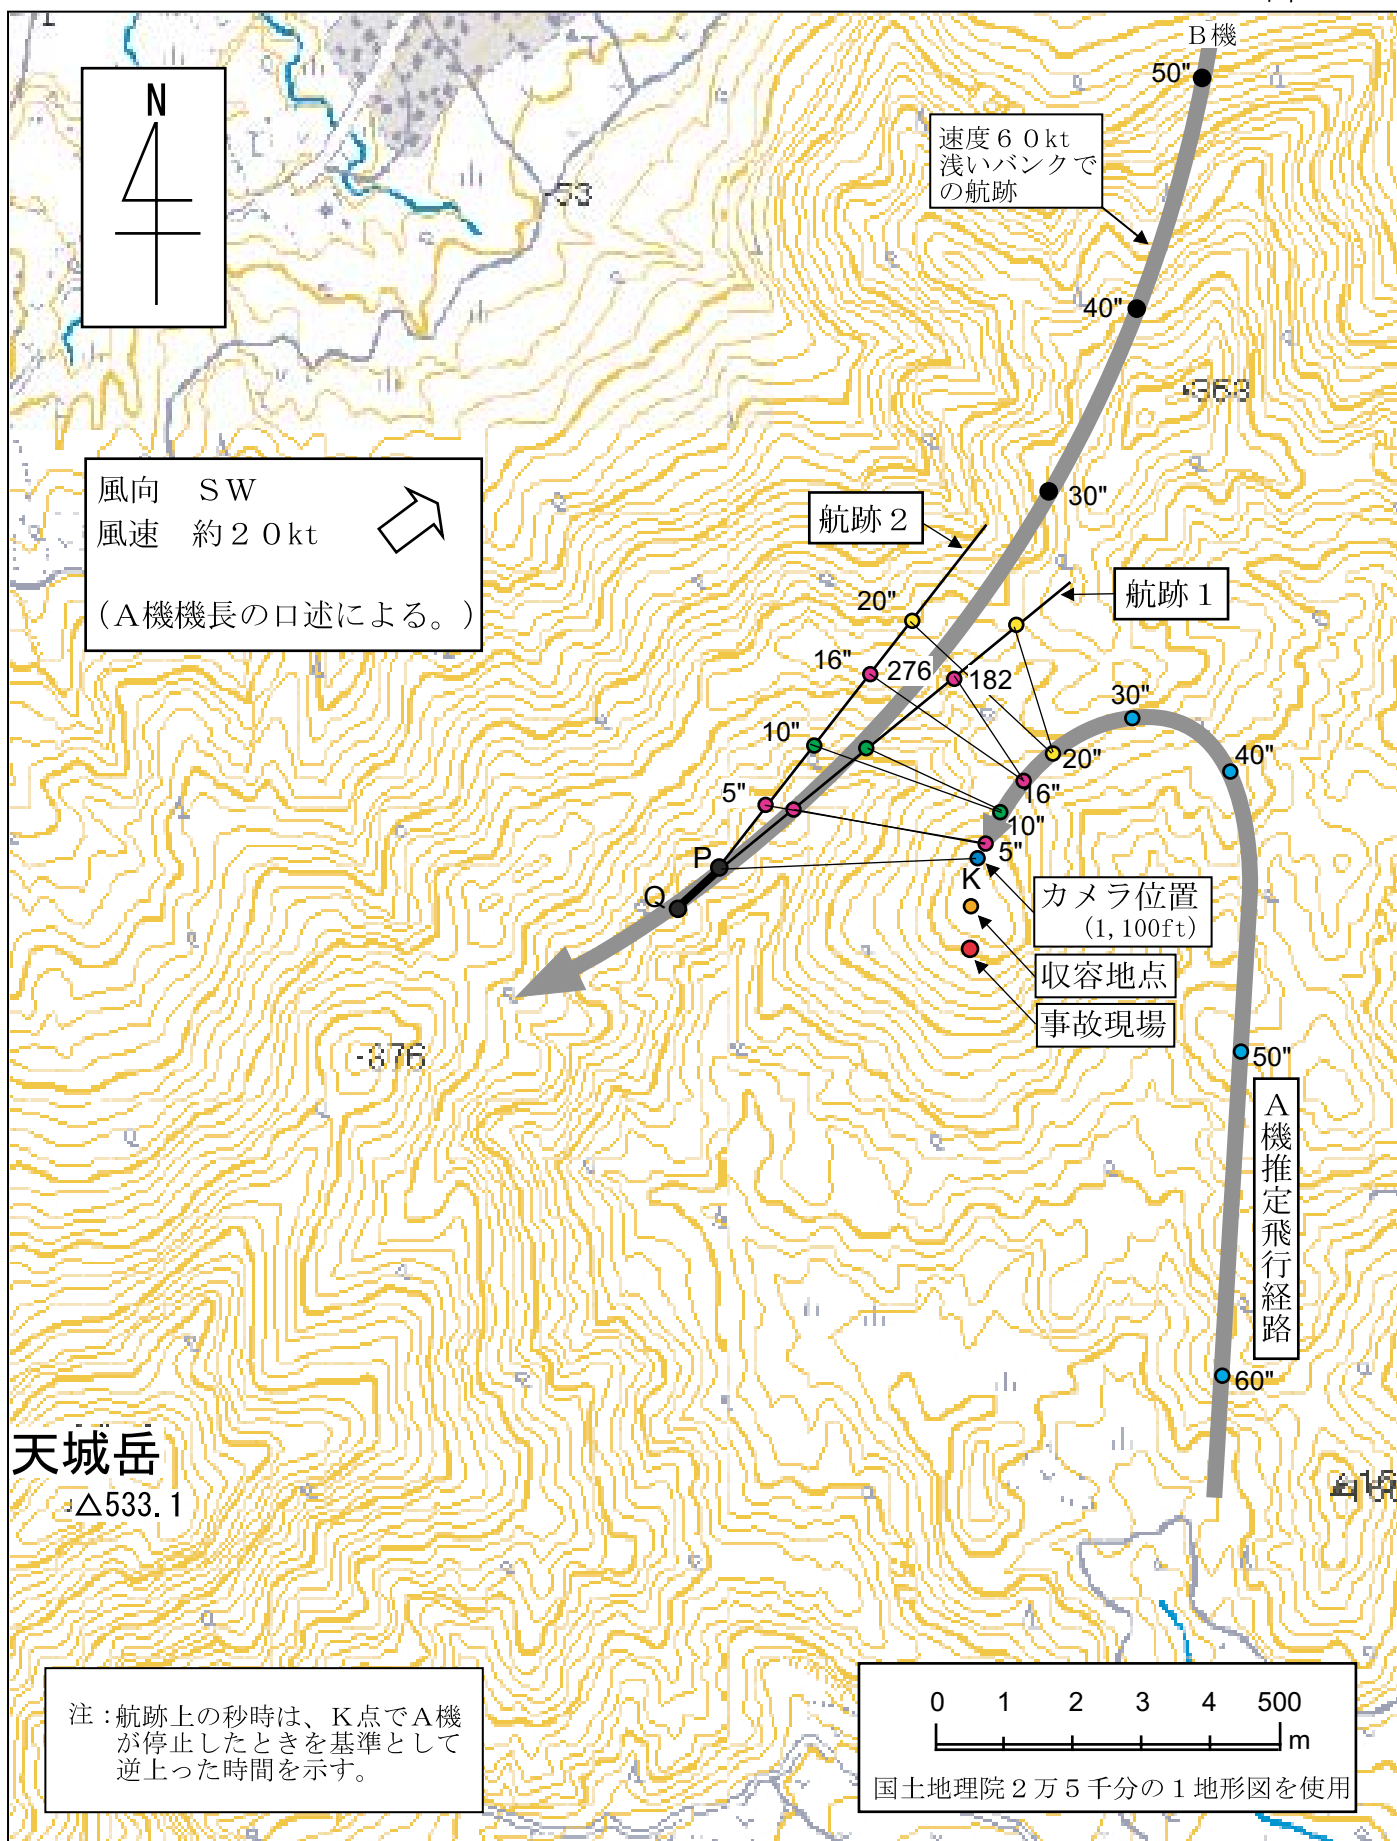 B機
50"
N
速度60kt
浅いバンクで
の航跡
53
40"
363
風向 SW
風速 約20kt
(A機機長の口述による。)
30"
航跡2
航跡1
20"
16"
276
182
30"
10"
20"
40"
5"
16"
10"
P
5"
Q
K
カメラ位置
(1,100ft)
収容地点
事故現場
376
50"
A機推定飛行経路
60"
天城岳
△533.1
注:航跡上の秒時は、K点でA機
が停止したときを基準として
逆上った時間を示す。
0 1 2 3 4 500
m
国土地理院2万5千分の1地形図を使用